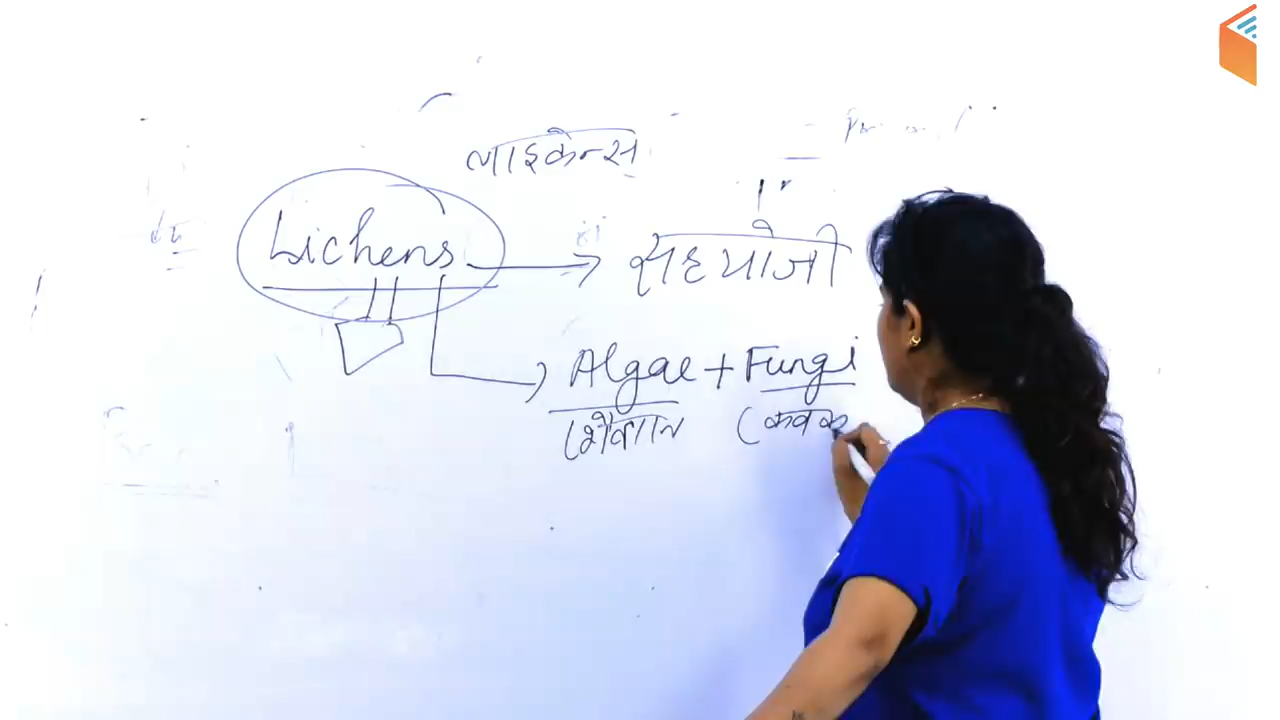 लाइकेन्स
Lichens → सहयोजी
Algae + Fungi
(शैवाल (कवक